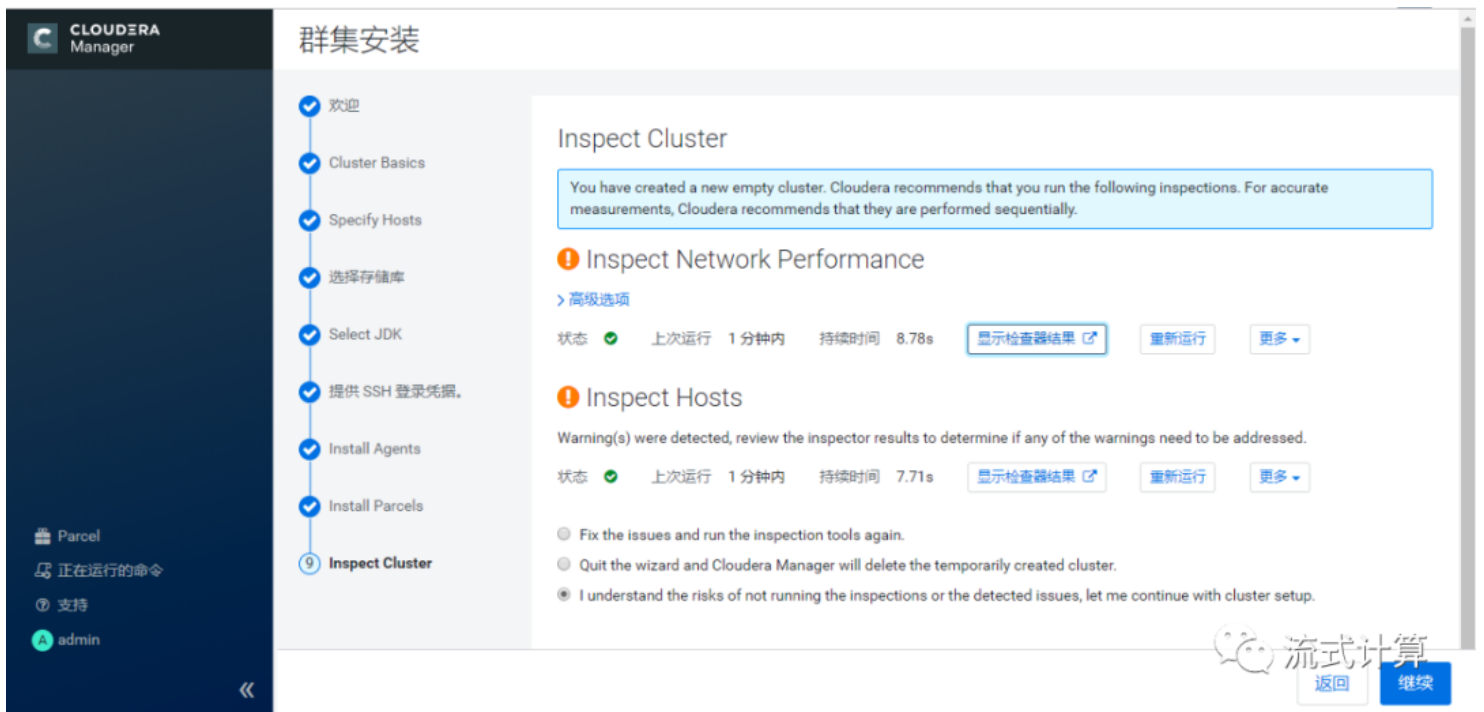 CLOUDERA
Manager
群集安装
欢迎
Cluster Basics
Specify Hosts
选择存储库
Select JDK
提供 SSH 登录凭据。
Install Agents
Install Parcels
9 Inspect Cluster
Parcel
正在运行的命令
支持
A admin
Inspect Cluster
You have created a new empty cluster. Cloudera recommends that you run the following inspections. For accurate
measurements, Cloudera recommends that they are performed sequentially.
Inspect Network Performance
高级选项
状态 上次运行 1 分钟内 持续时间 8.78s 显示检查器结果 重新运行 更多
Inspect Hosts
Warning(s) were detected, review the inspector results to determine if any of the warnings need to be addressed.
状态 上次运行 1 分钟内 持续时间 7.71s 显示检查器结果 重新运行 更多
Fix the issues and run the inspection tools again.
Quit the wizard and Cloudera Manager will delete the temporarily created cluster.
I understand the risks of not running the inspections or the detected issues, let me continue with cluster setup.
流式计算
返回 继续